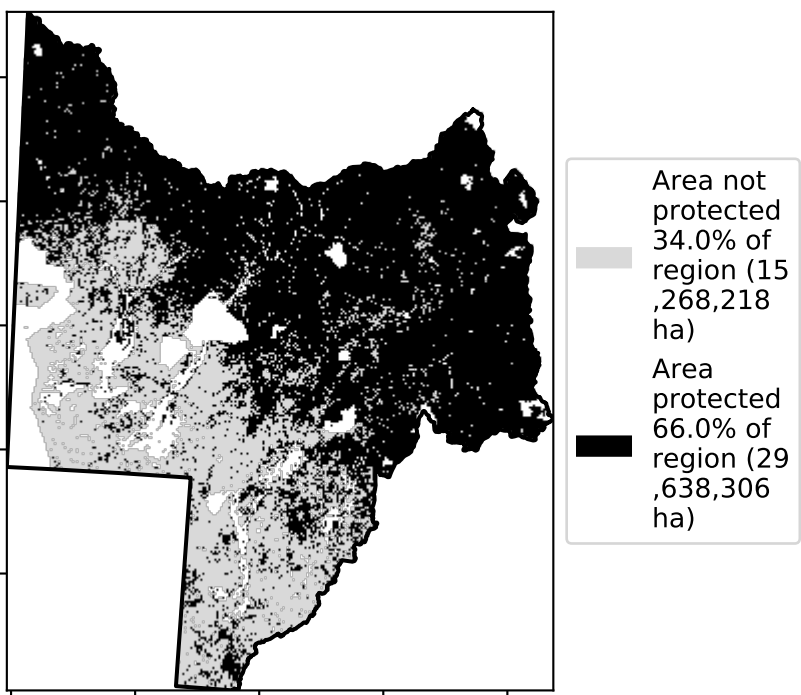 Area not
protected
34.0% of
region (15
,268,218
ha)
Area
protected
66.0% of
region (29
,638,306
ha)